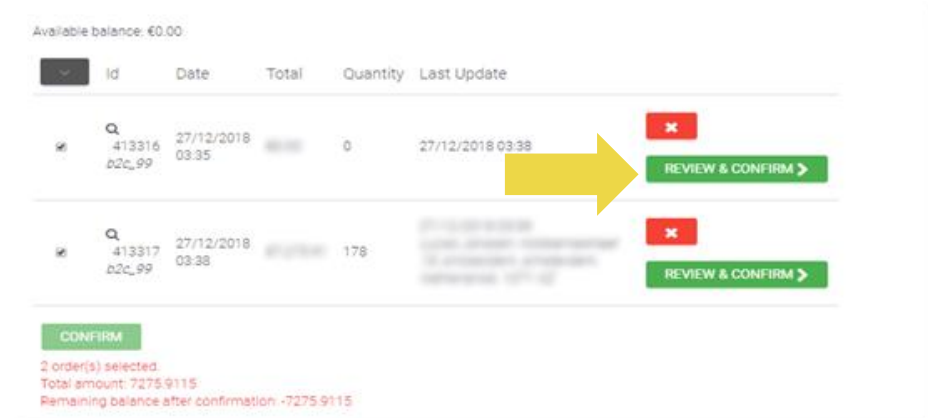 Available balance: €0.00
Id Date Total Quantity Last Update
413316
b2c_99
27/12/2018
03:35
0
27/12/2018 03:38
REVIEW & CONFIRM
413317
b2c_99
27/12/2018
03:38
178
REVIEW & CONFIRM
CONFIRM
2 order(s) selected
Total amount: 7275.9115
Remaining balance after confirmation: -7275.9115